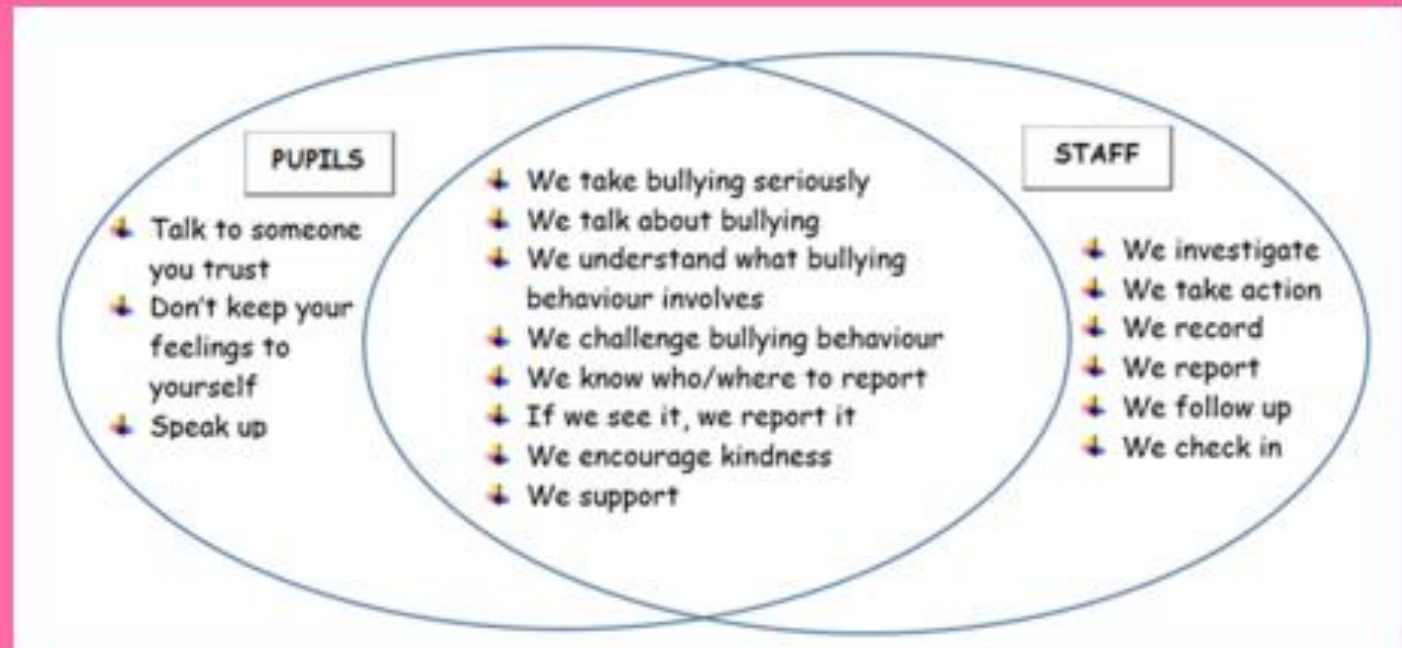 PUPILS
Talk to someone
you trust
Don't keep your
feelings to
yourself
Speak up
We take bullying seriously
We talk about bullying
We understand what bullying
behaviour involves
We challenge bullying behaviour
We know who/where to report
If we see it, we report it
We encourage kindness
We support
STAFF
We investigate
We take action
We record
We report
We follow up
We check in